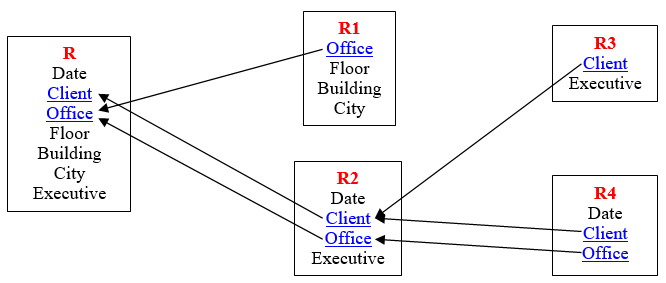 R
Date
Client
Office
Floor
Building
City
Executive
R1
Office
Floor
Building
City
R2
Date
Client
Office
Executive
R3
Client
Executive
R4
Date
Client
Office